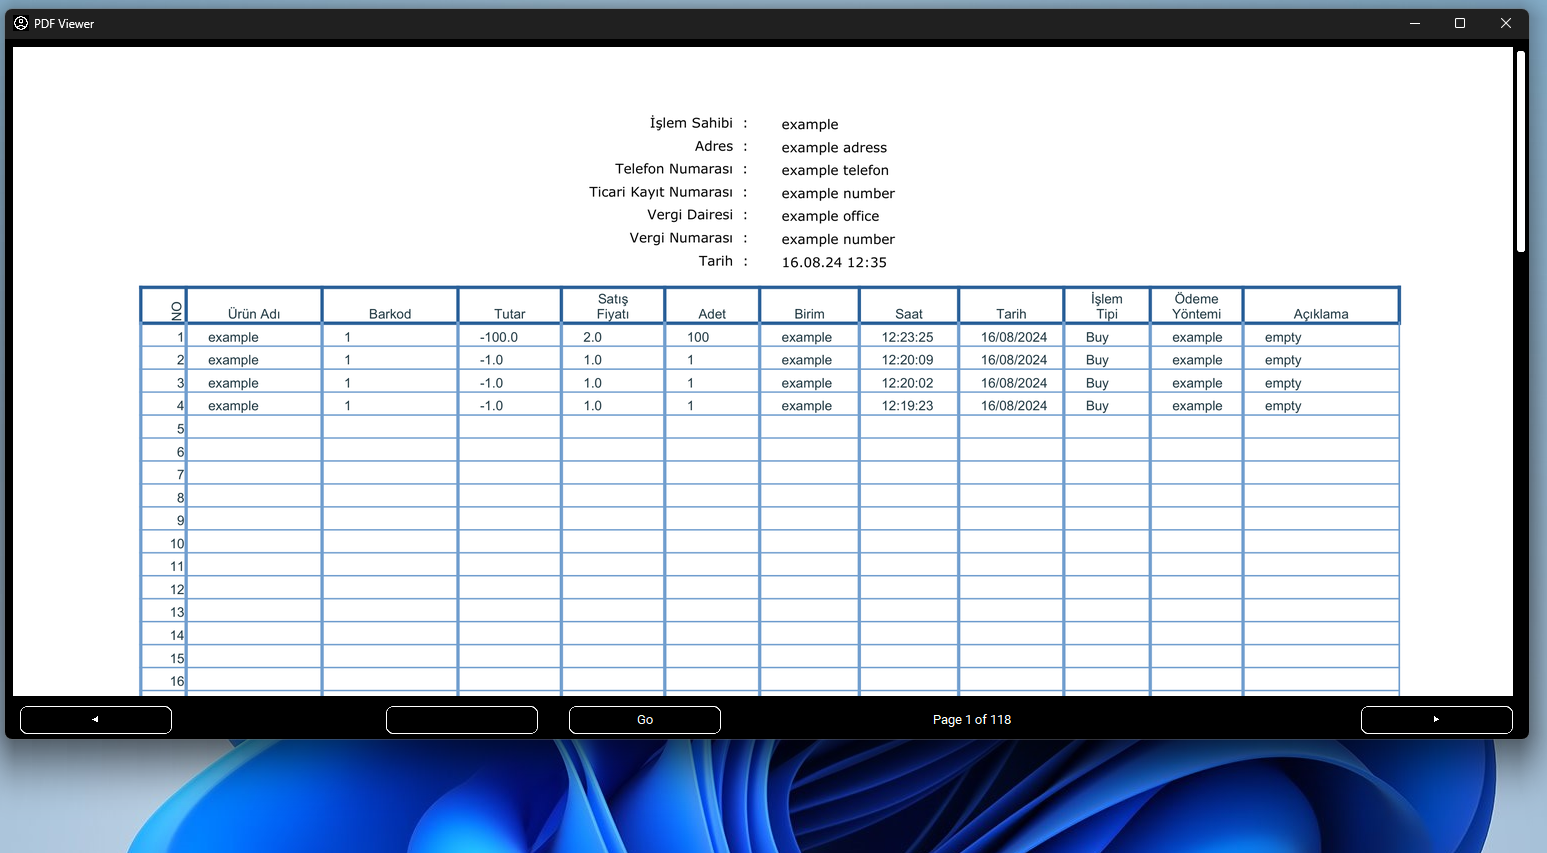 PDF Viewer
İşlem Sahibi : example
Adres : example adress
Telefon Numarası : example telefon
Ticari Kayıt Numarası : example number
Vergi Dairesi : example office
Vergi Numarası : example number
Tarih : 16.08.24 12:35
NO Ürün Adı Barkod Tutar Satış Fiyatı Adet Birim Saat Tarih İşlem Tipi Ödeme Yöntemi Açıklama
1 example 1 -100.0 2.0 100 example 12:23:25 16/08/2024 Buy example empty
2 example 1 -1.0 1.0 1 example 12:20:09 16/08/2024 Buy example empty
3 example 1 -1.0 1.0 1 example 12:20:02 16/08/2024 Buy example empty
4 example 1 -1.0 1.0 1 example 12:19:23 16/08/2024 Buy example empty
5
6
7
8
9
10
11
12
13
14
15
16
Go Page 1 of 118